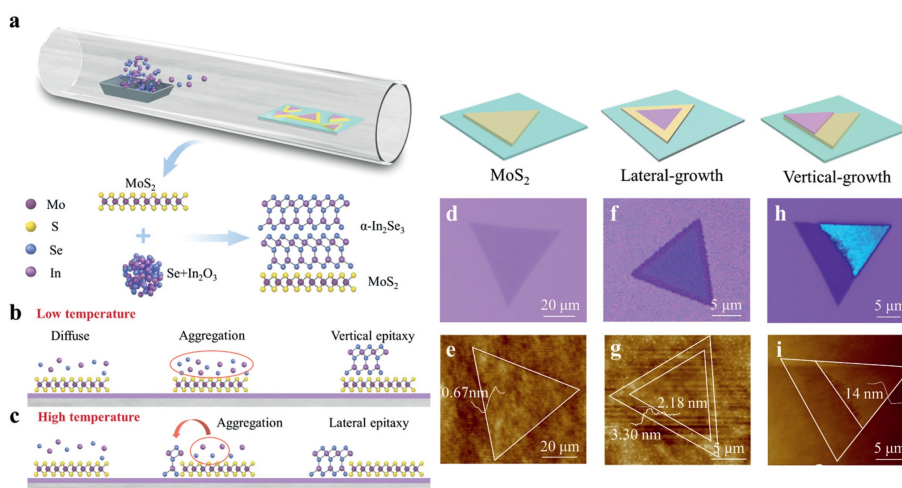 a
MoS₂
Mo
S
Se
In
Se+In₂O₃
α-In₂Se₃
MoS₂
b Low temperature
Diffuse Aggregation Vertical epitaxy
c High temperature
Aggregation Lateral epitaxy
MoS₂ Lateral-growth Vertical-growth
d f h
20 μm 5 μm 5 μm
e g i
0.67nm 2.18 nm 14 nm
3.30 nm
20 μm 5 μm 5 μm